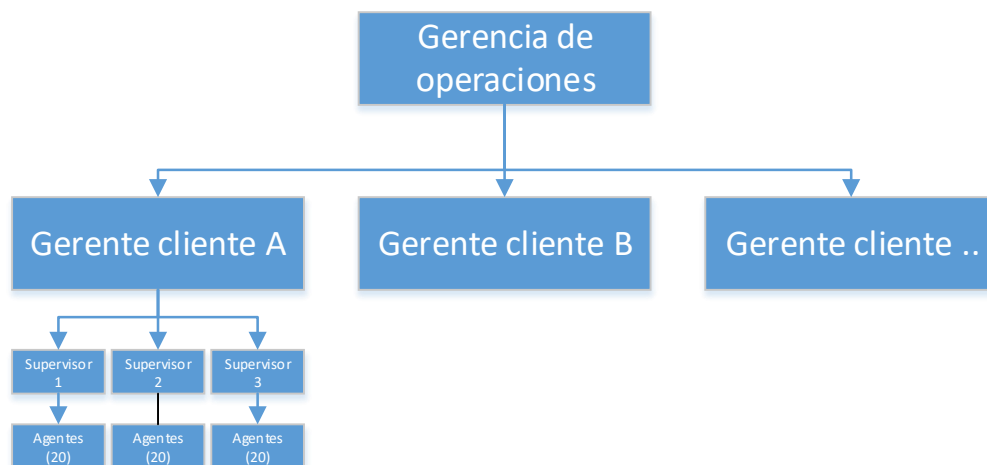 Gerencia de
operaciones
Gerente cliente A
Gerente cliente B
Gerente cliente ..
Supervisor
1
Supervisor
2
Supervisor
3
Agentes
(20)
Agentes
(20)
Agentes
(20)